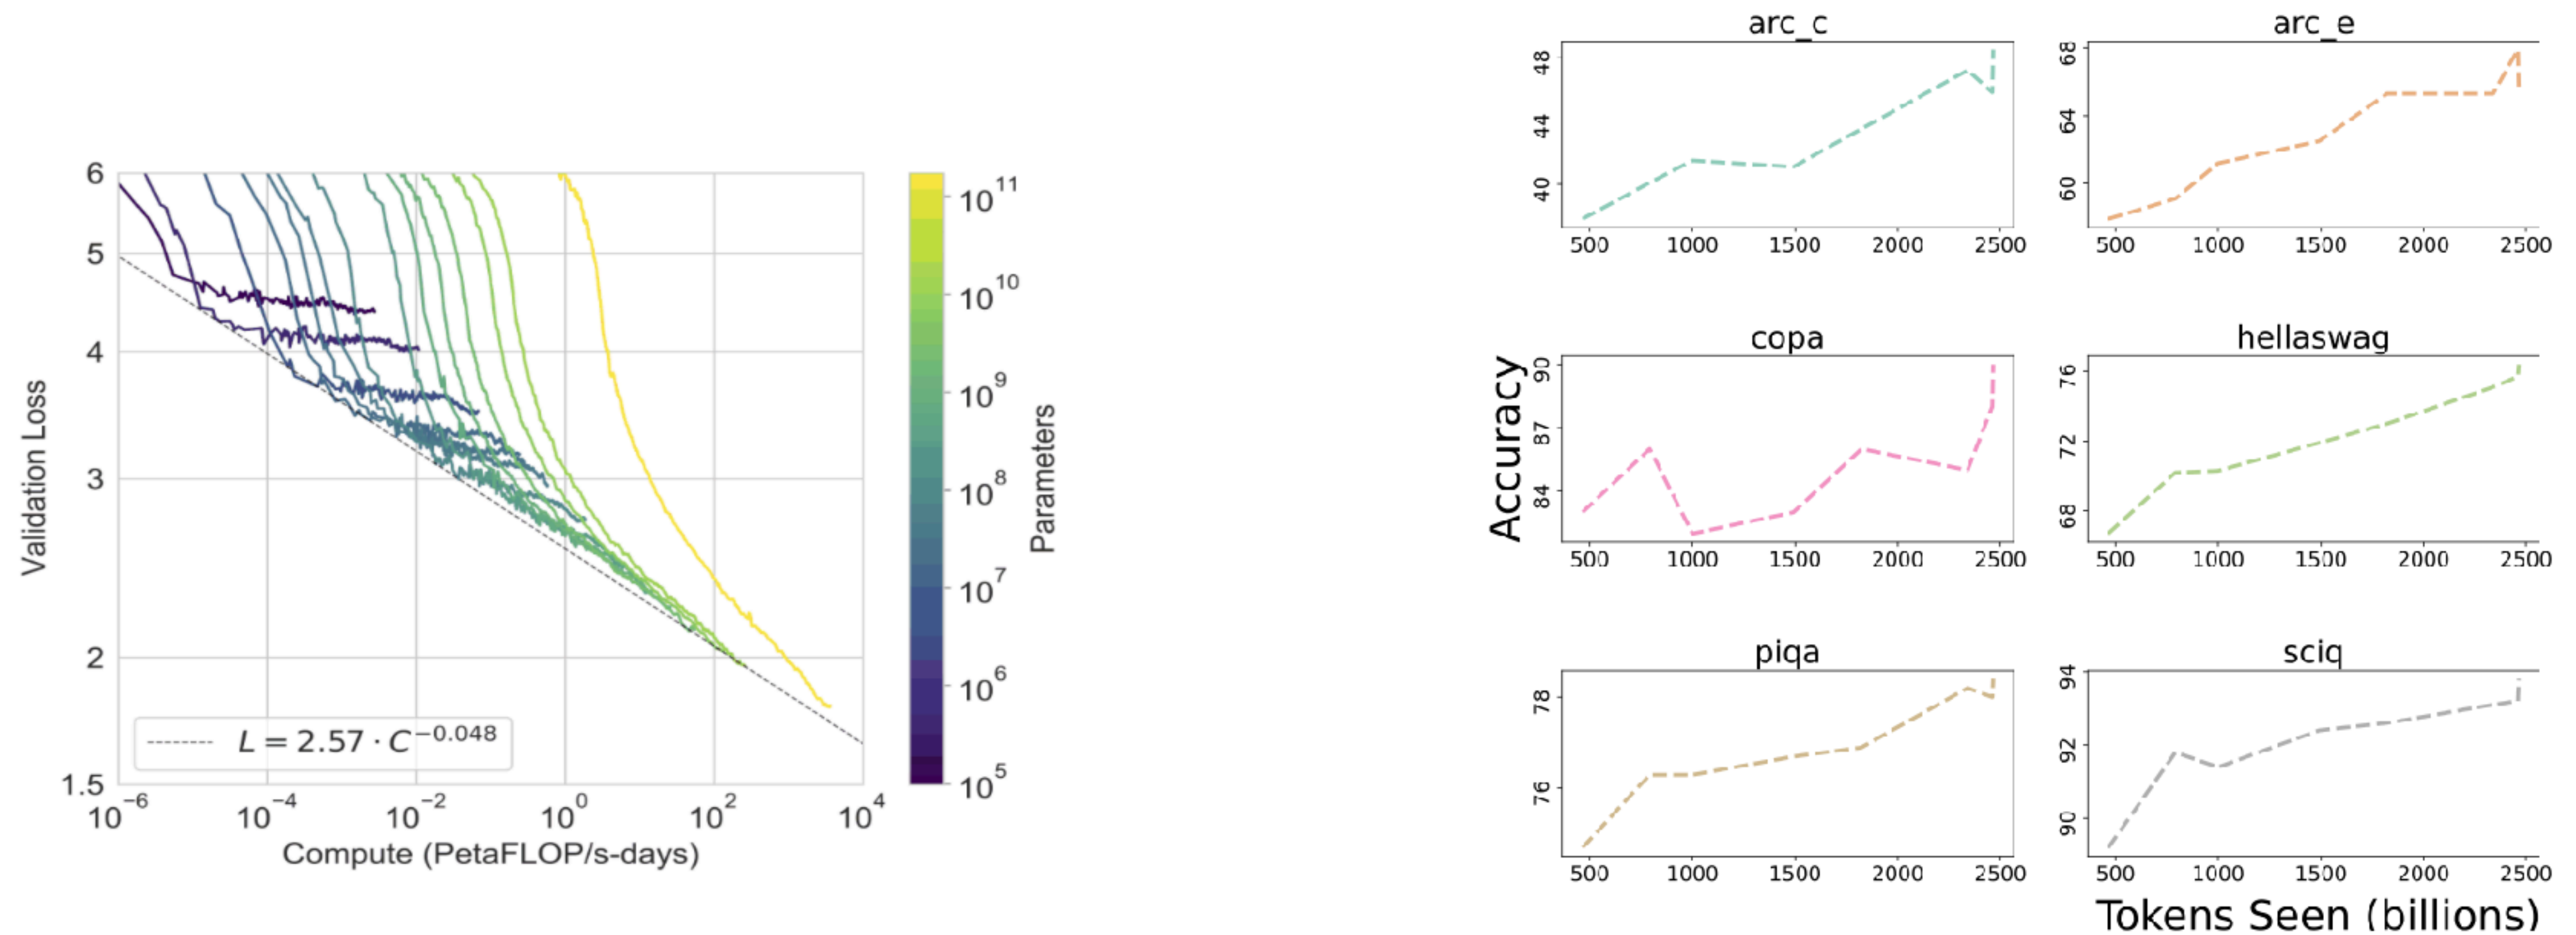 6
5
4
3
2
1.5
Validation Loss
10^−6 10^−4 10^−2 10^0 10^2 10^4
Compute (PetaFLOP/s-days)
L = 2.57 · C^−0.048
10^11
10^10
10^9
10^8
10^7
10^6
10^5
Parameters
Accuracy
arc_c
48
44
40
500 1000 1500 2000 2500
arc_e
68
64
60
500 1000 1500 2000 2500
copa
90
87
84
500 1000 1500 2000 2500
hellaswag
76
72
68
500 1000 1500 2000 2500
piqa
78
76
500 1000 1500 2000 2500
sciq
94
92
90
500 1000 1500 2000 2500
Tokens Seen (billions)